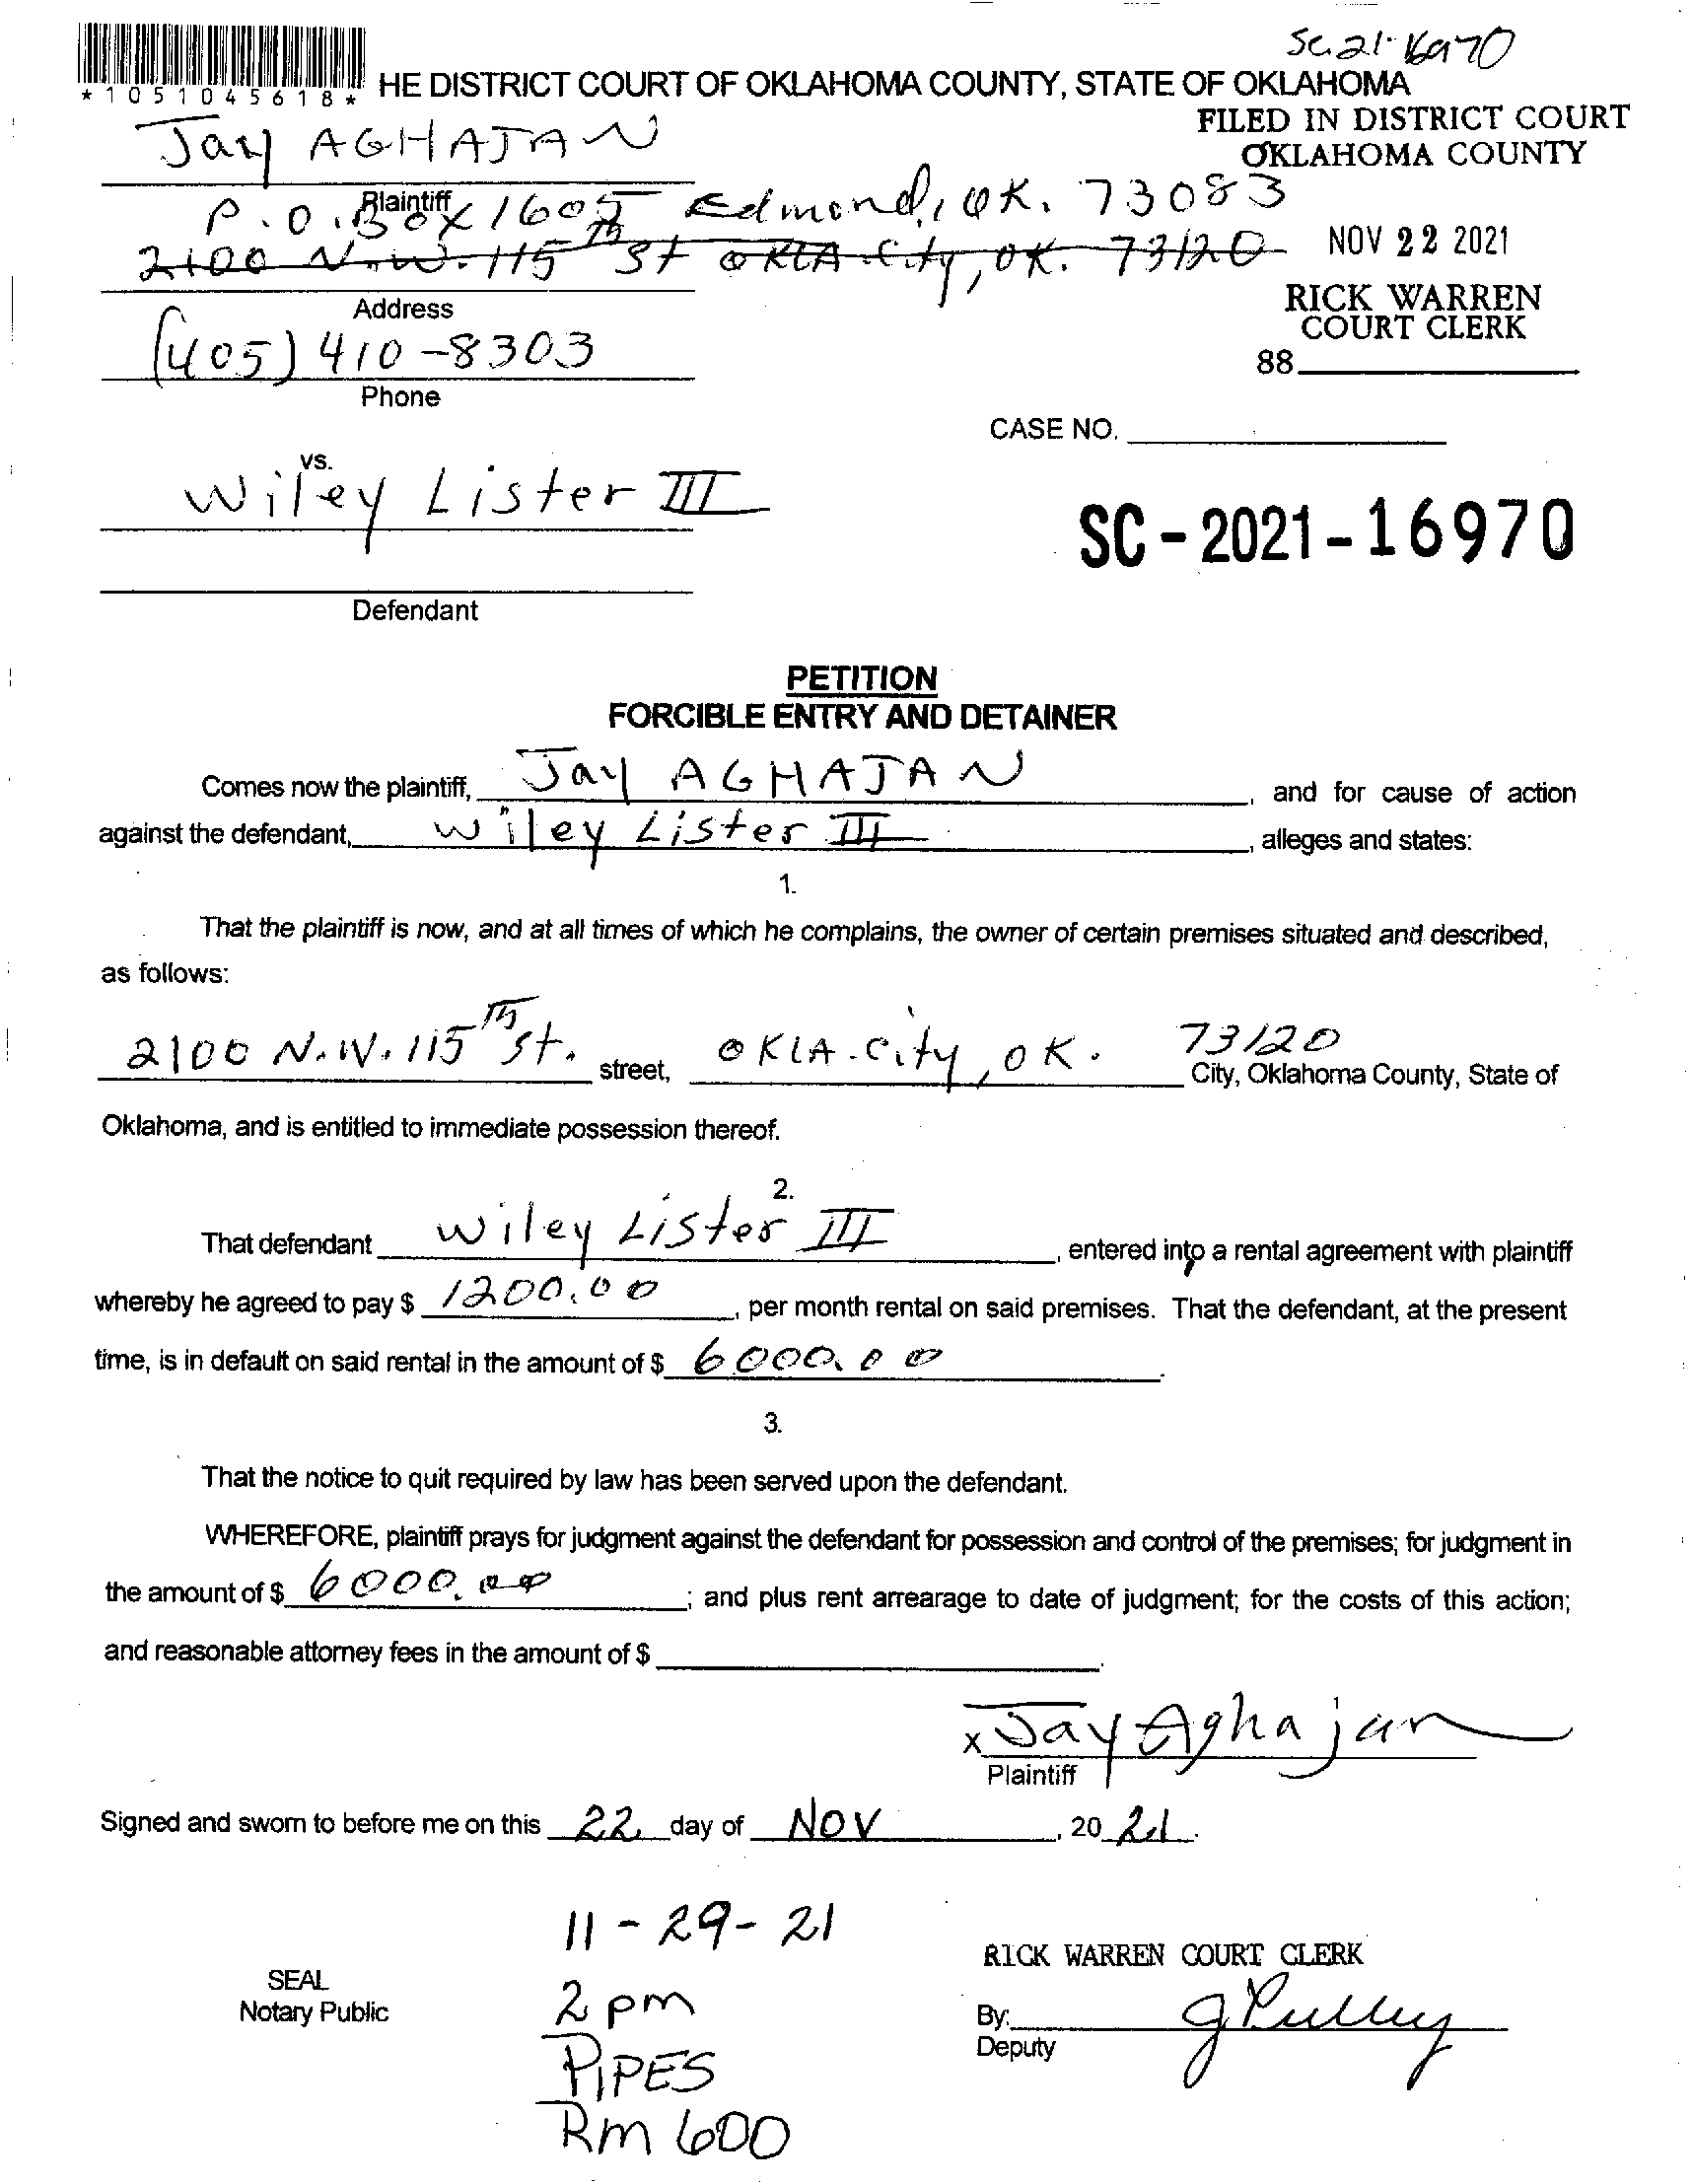 SC.21-16970
*1051045618*
HE DISTRICT COURT OF OKLAHOMA COUNTY, STATE OF OKLAHOMA
FILED IN DISTRICT COURT
OKLAHOMA COUNTY
Jay AGHAJAN
Plaintiff
P.O. Box 1605 Edmond, OK. 73083
2100 N.W. 115th St OKLA City, OK. 73120
NOV 22 2021
Address
RICK WARREN
COURT CLERK
(405) 410-8303
88
Phone
CASE NO.
vs.
Wiley Lister III
SC-2021-16970
Defendant
PETITION
FORCIBLE ENTRY AND DETAINER
Comes now the plaintiff, Jay AGHAJAN, and for cause of action
against the defendant, Wiley Lister III, alleges and states:
1.
That the plaintiff is now, and at all times of which he complains, the owner of certain premises situated and described,
as follows:
2100 N.W. 115th St. street, OKLA. City, OK. 73120 City, Oklahoma County, State of
Oklahoma, and is entitled to immediate possession thereof.
2.
That defendant Wiley Lister III, entered into a rental agreement with plaintiff
whereby he agreed to pay $ 1200.00, per month rental on said premises. That the defendant, at the present
time, is in default on said rental in the amount of $ 6000.00.
3.
That the notice to quit required by law has been served upon the defendant.
WHEREFORE, plaintiff prays for judgment against the defendant for possession and control of the premises; for judgment in
the amount of $ 6000.00; and plus rent arrearage to date of judgment; for the costs of this action;
and reasonable attorney fees in the amount of $ .
x Jay Aghajan
Plaintiff
Signed and sworn to before me on this 22 day of NOV, 20 21.
11-29-21
RICK WARREN COURT CLERK
SEAL
Notary Public
2 pm
By: G Pulley
Deputy
PIPES
Rm 600